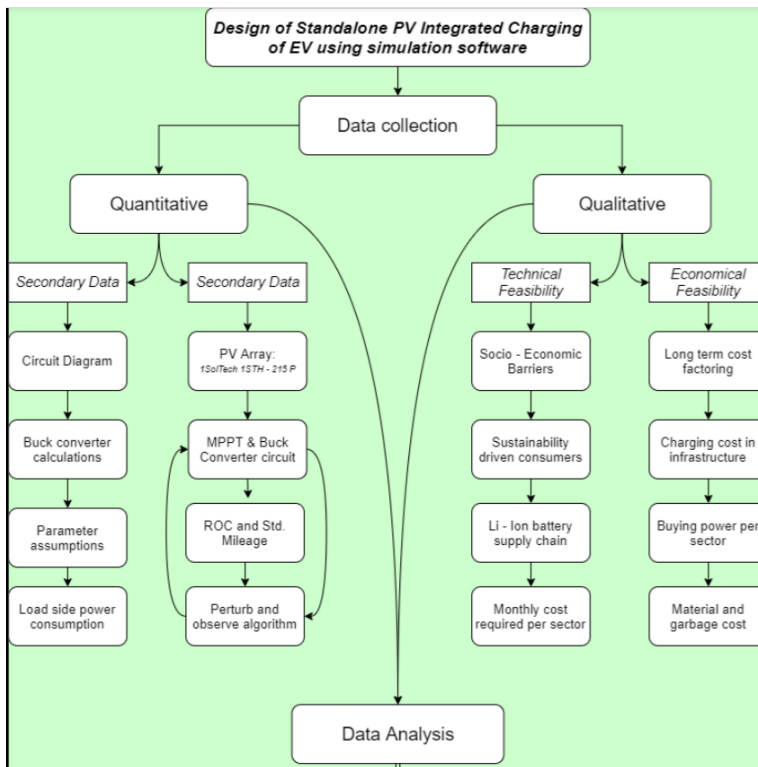 Design of Standalone PV Integrated Charging
of EV using simulation software
Data collection
Quantitative
Qualitative
Secondary Data
Secondary Data
Technical
Feasibility
Economical
Feasibility
Circuit Diagram
PV Array:
1SolTech 1STH - 215 P
Socio - Economic
Barriers
Long term cost
factoring
Buck converter
calculations
MPPT & Buck
Converter circuit
Sustainability
driven consumers
Charging cost in
infrastructure
Parameter
assumptions
ROC and Std.
Mileage
Li - Ion battery
supply chain
Buying power per
sector
Load side power
consumption
Perturb and
observe algorithm
Monthly cost
required per sector
Material and
garbage cost
Data Analysis